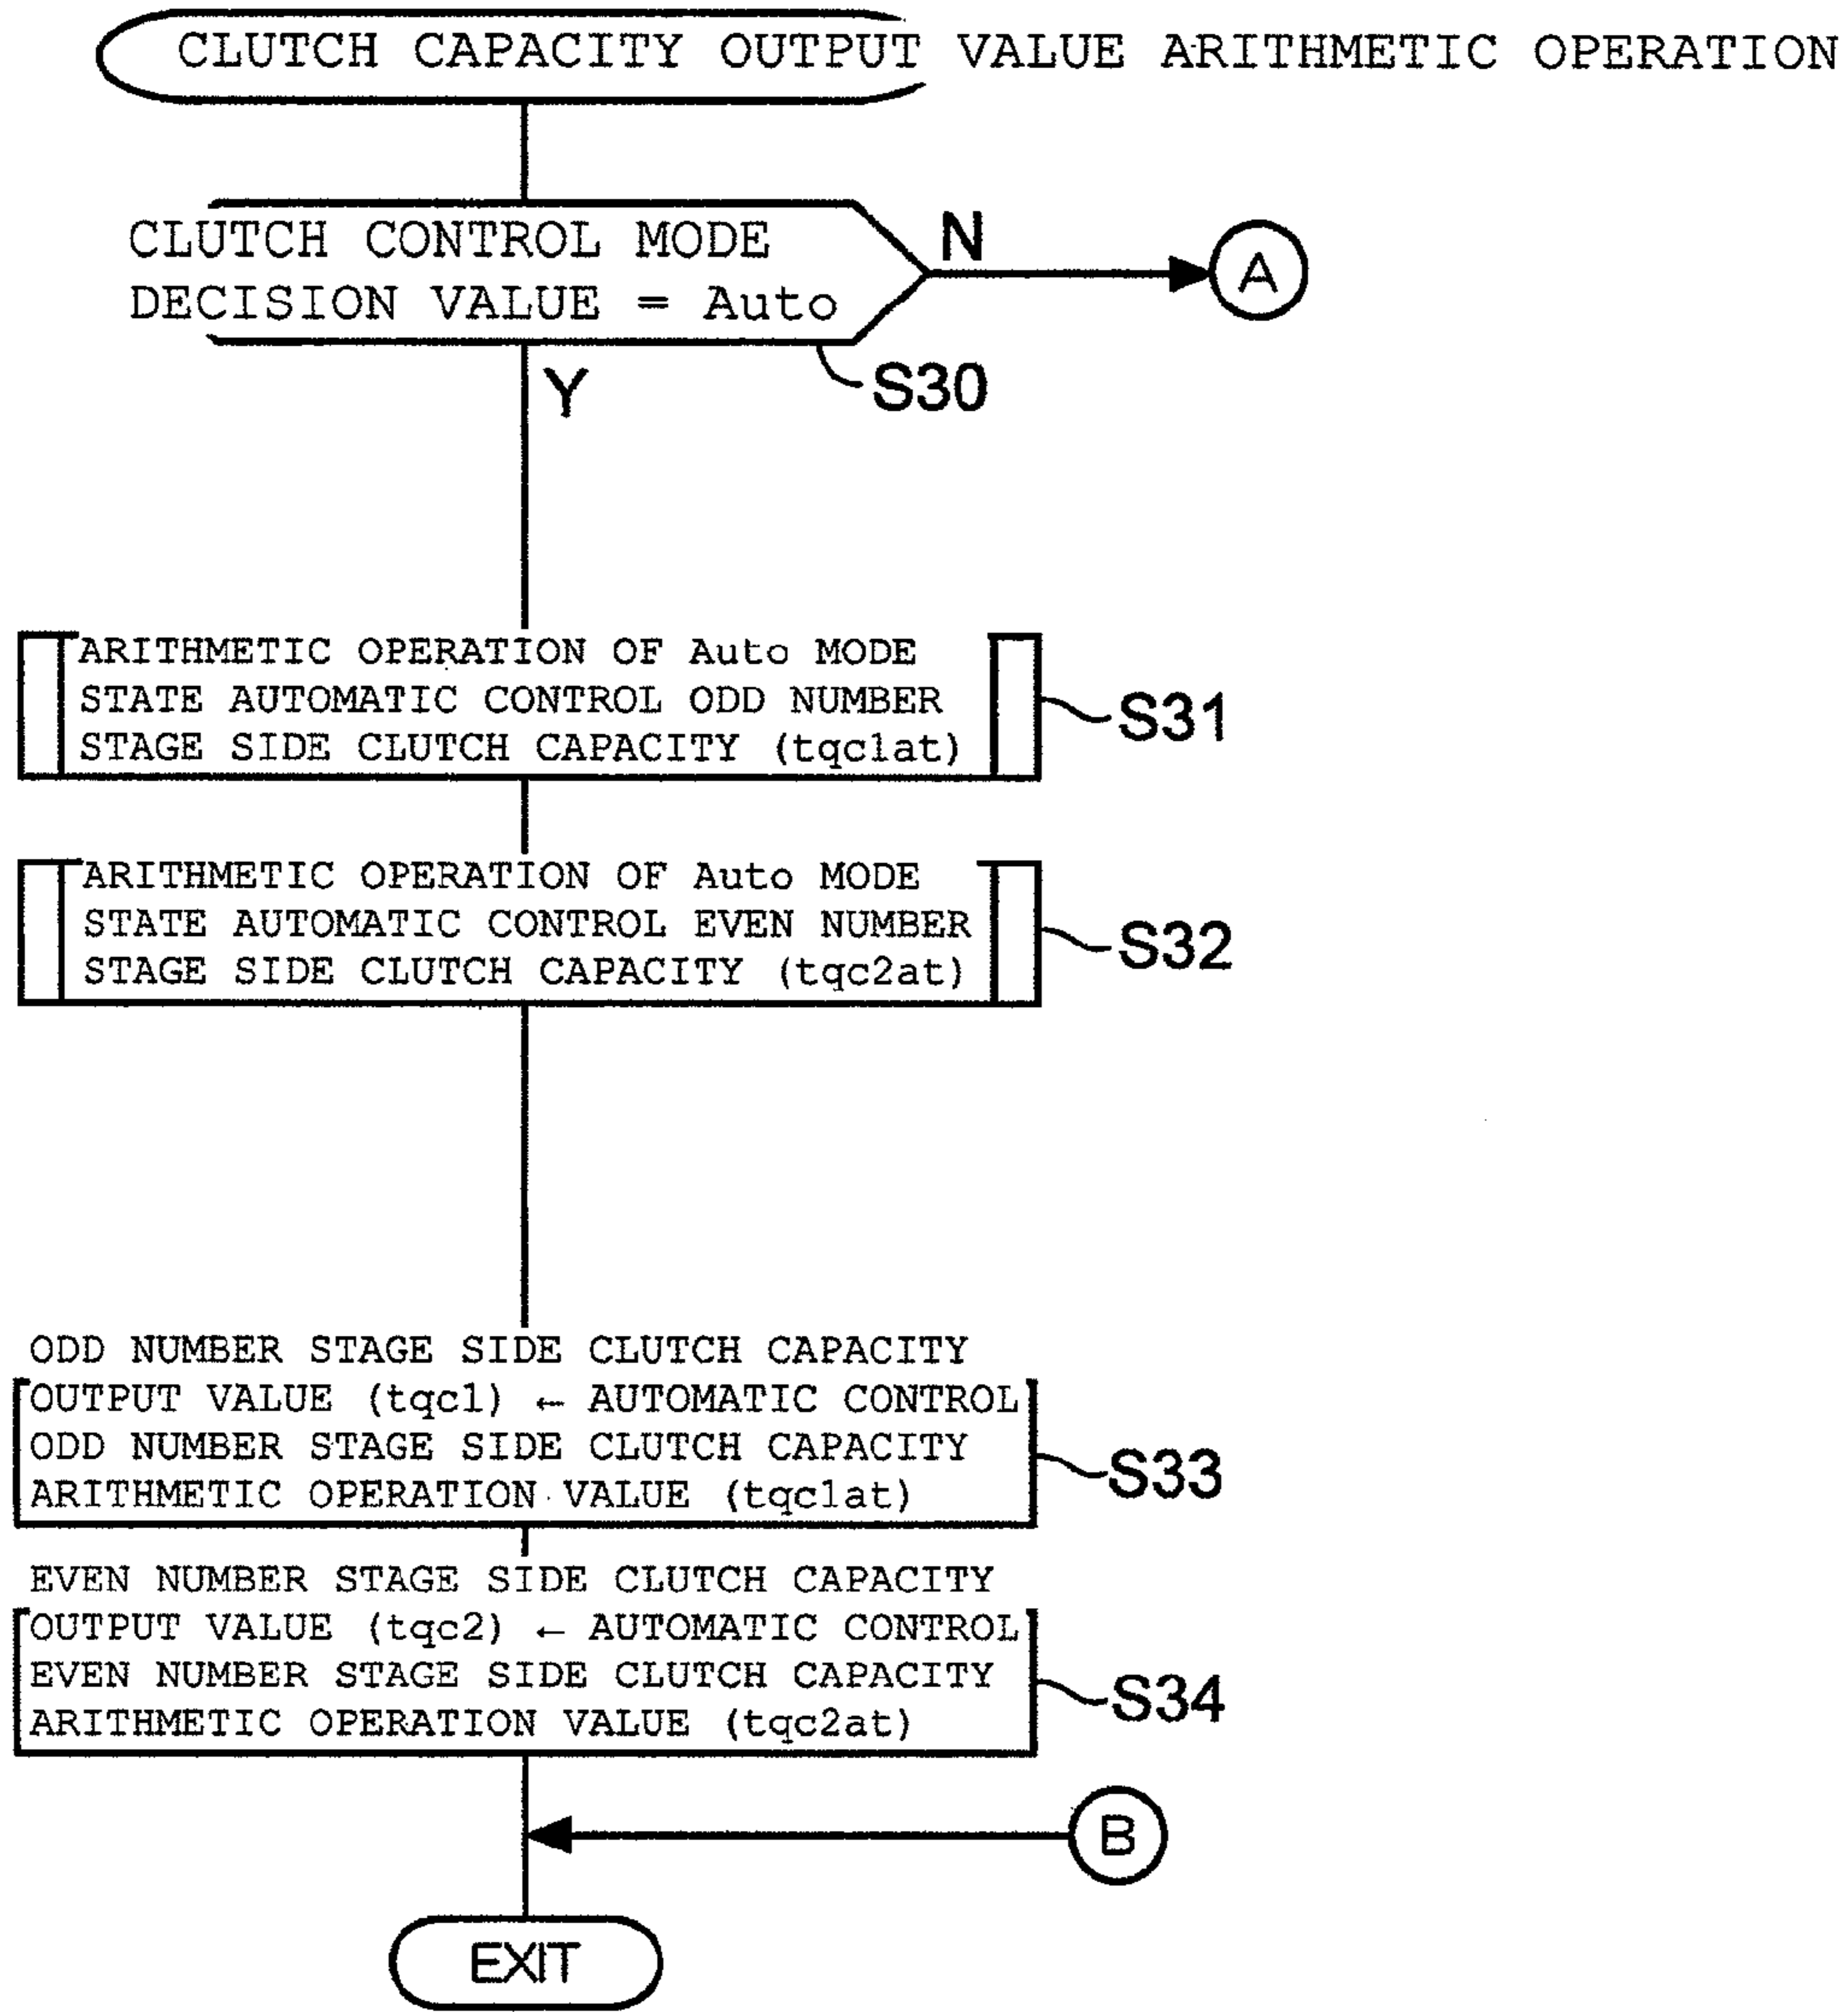 CLUTCH CAPACITY OUTPUT VALUE ARITHMETIC OPERATION
CLUTCH CONTROL MODE
DECISION VALUE = Auto
N
A
Y
S30
ARITHMETIC OPERATION OF Auto MODE
STATE AUTOMATIC CONTROL ODD NUMBER
STAGE SIDE CLUTCH CAPACITY (tqc1at)
S31
ARITHMETIC OPERATION OF Auto MODE
STATE AUTOMATIC CONTROL EVEN NUMBER
STAGE SIDE CLUTCH CAPACITY (tqc2at)
S32
ODD NUMBER STAGE SIDE CLUTCH CAPACITY
OUTPUT VALUE (tqc1) ← AUTOMATIC CONTROL
ODD NUMBER STAGE SIDE CLUTCH CAPACITY
ARITHMETIC OPERATION VALUE (tqc1at)
S33
EVEN NUMBER STAGE SIDE CLUTCH CAPACITY
OUTPUT VALUE (tqc2) ← AUTOMATIC CONTROL
EVEN NUMBER STAGE SIDE CLUTCH CAPACITY
ARITHMETIC OPERATION VALUE (tqc2at)
S34
B
EXIT